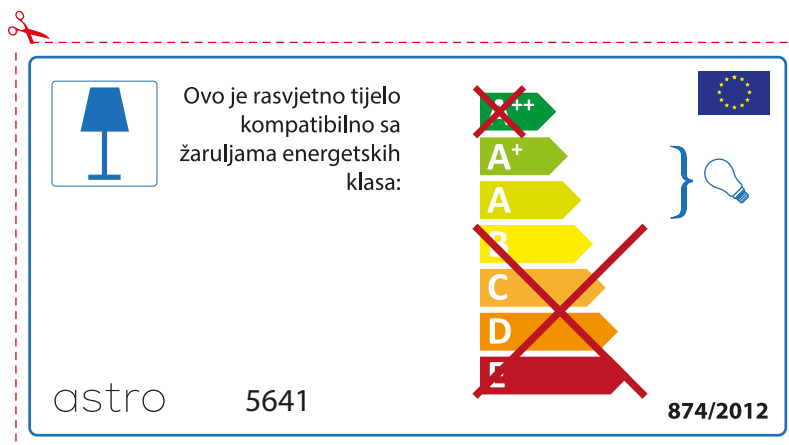 Ovo je rasvjetno tijelo
kompatibilno sa
žaruljama energetskih
klasa:
A++
A+
A
B
C
D
E
astro
5641
874/2012